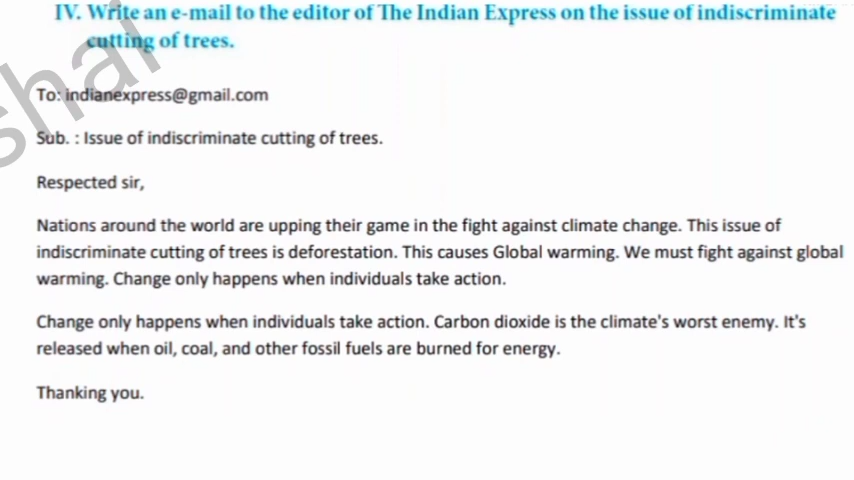 IV. Write an e-mail to the editor of The Indian Express on the issue of indiscriminate
cutting of trees.
To: indianexpress@gmail.com
Sub. : Issue of indiscriminate cutting of trees.
Respected sir,
Nations around the world are upping their game in the fight against climate change. This issue of
indiscriminate cutting of trees is deforestation. This causes Global warming. We must fight against global
warming. Change only happens when individuals take action.
Change only happens when individuals take action. Carbon dioxide is the climate's worst enemy. It's
released when oil, coal, and other fossil fuels are burned for energy.
Thanking you.